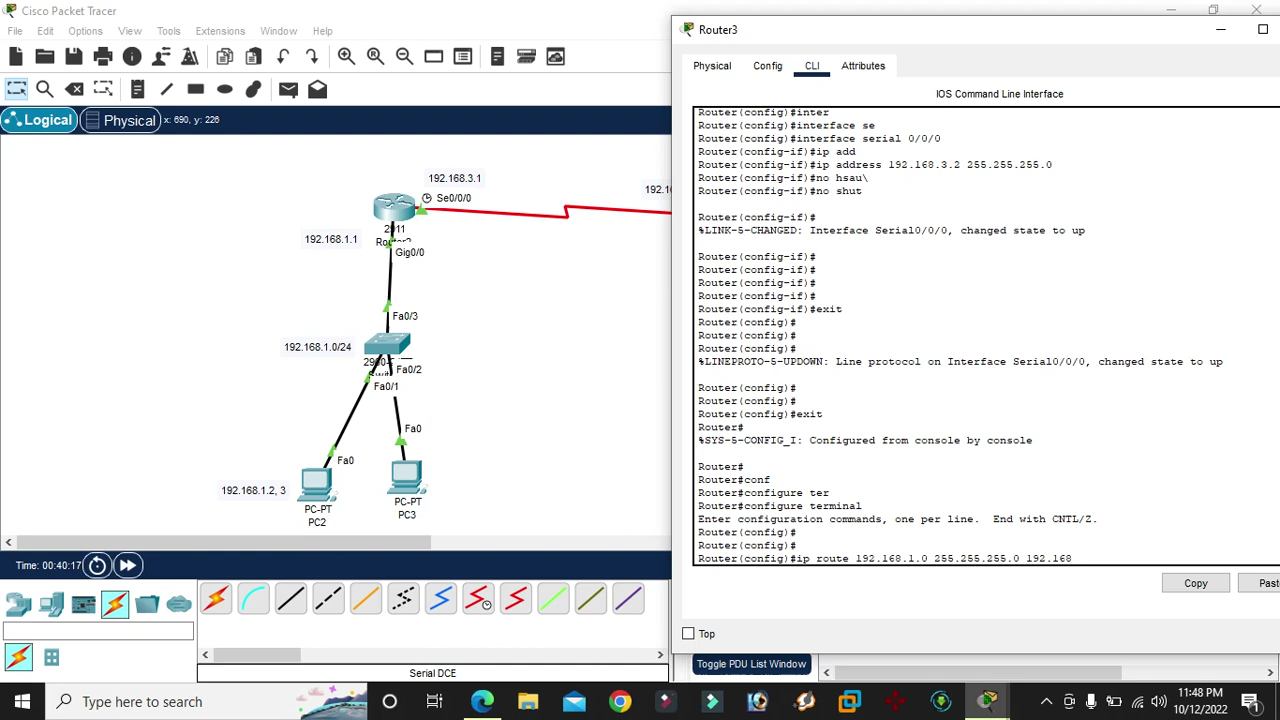 Cisco Packet Tracer
File Edit Options View Tools Extensions Window Help
Logical Physical x: 690, y: 226
192.168.3.1
Se0/0/0
192.16
2911
192.168.1.1
Gig0/0
Fa0/3
192.168.1.0/24
Fa0/2
Fa0/1
Fa0
Fa0
192.168.1.2, 3
PC-PT
PC2
PC-PT
PC3
Time: 00:40:17
Serial DCE
Router3
Physical Config CLI Attributes
IOS Command Line Interface
Router(config)#inter
Router(config)#interface se
Router(config)#interface serial 0/0/0
Router(config-if)#ip add
Router(config-if)#ip address 192.168.3.2 255.255.255.0
Router(config-if)#no hsau\
Router(config-if)#no shut
Router(config-if)#
%LINK-5-CHANGED: Interface Serial0/0/0, changed state to up
Router(config-if)#
Router(config-if)#
Router(config-if)#
Router(config-if)#
Router(config-if)#exit
Router(config)#
Router(config)#
Router(config)#
%LINEPROTO-5-UPDOWN: Line protocol on Interface Serial0/0/0, changed state to up
Router(config)#
Router(config)#
Router(config)#exit
Router#
%SYS-5-CONFIG_I: Configured from console by console
Router#
Router#conf
Router#configure ter
Router#configure terminal
Enter configuration commands, one per line. End with CNTL/Z.
Router(config)#
Router(config)#
Router(config)#ip route 192.168.1.0 255.255.255.0 192.168
Copy Past
Top
Toggle PDU List Window
Type here to search
11:48 PM
10/12/2022